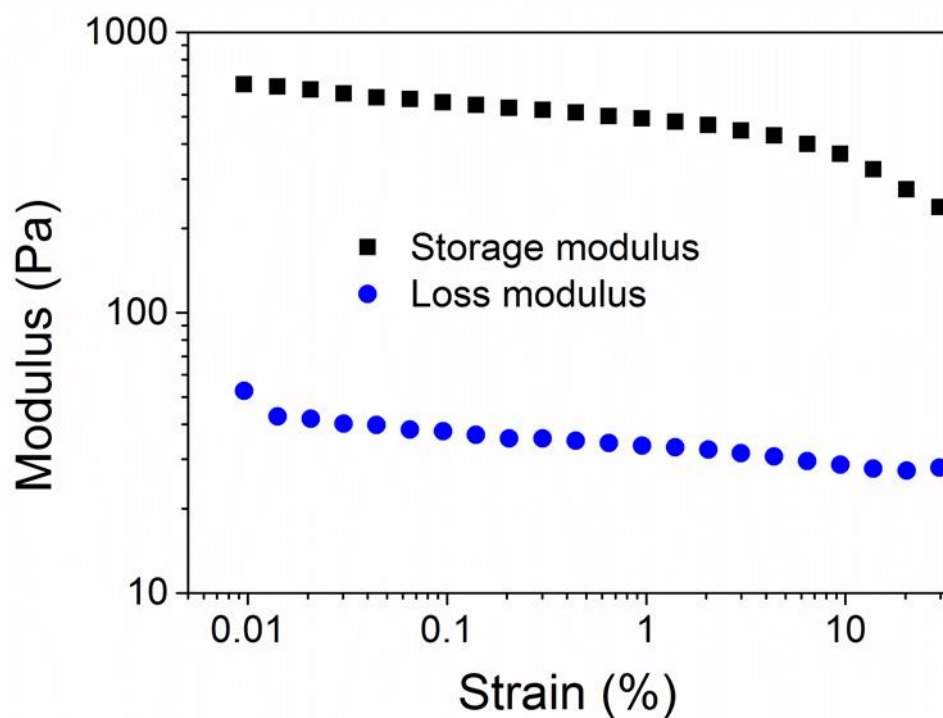 1000
Modulus (Pa)
Storage modulus
Loss modulus
100
10
0.01 0.1 1 10
Strain (%)